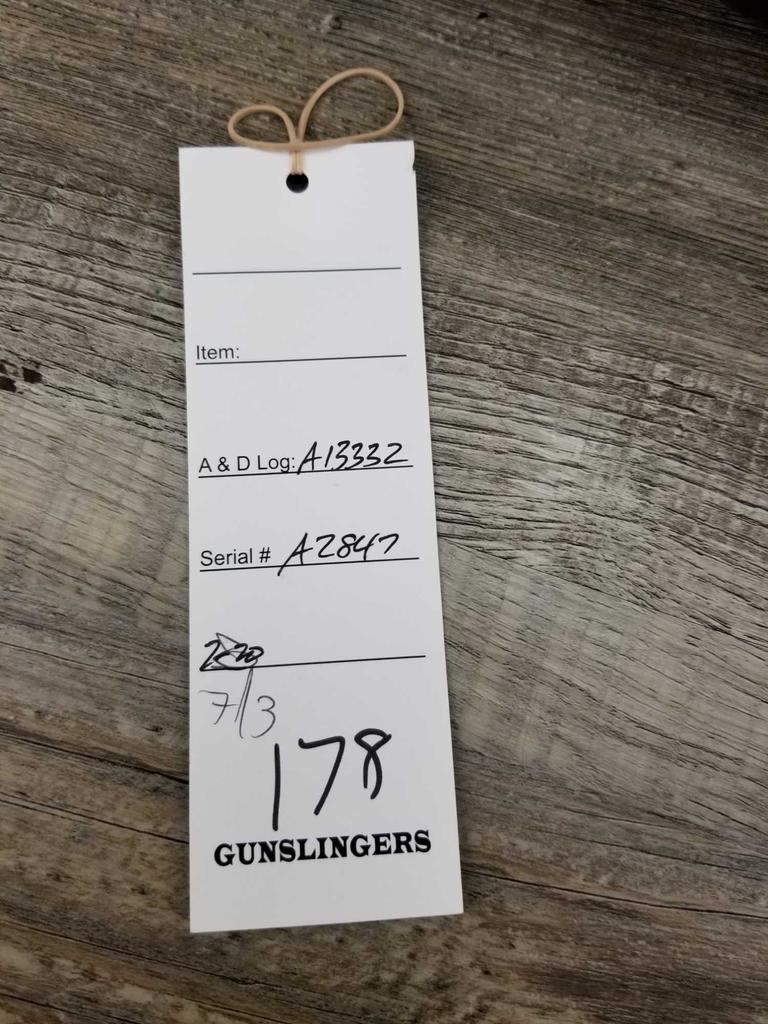 Item:
A & D Log: A13332
Serial # A2847
7/3
178
GUNSLINGERS